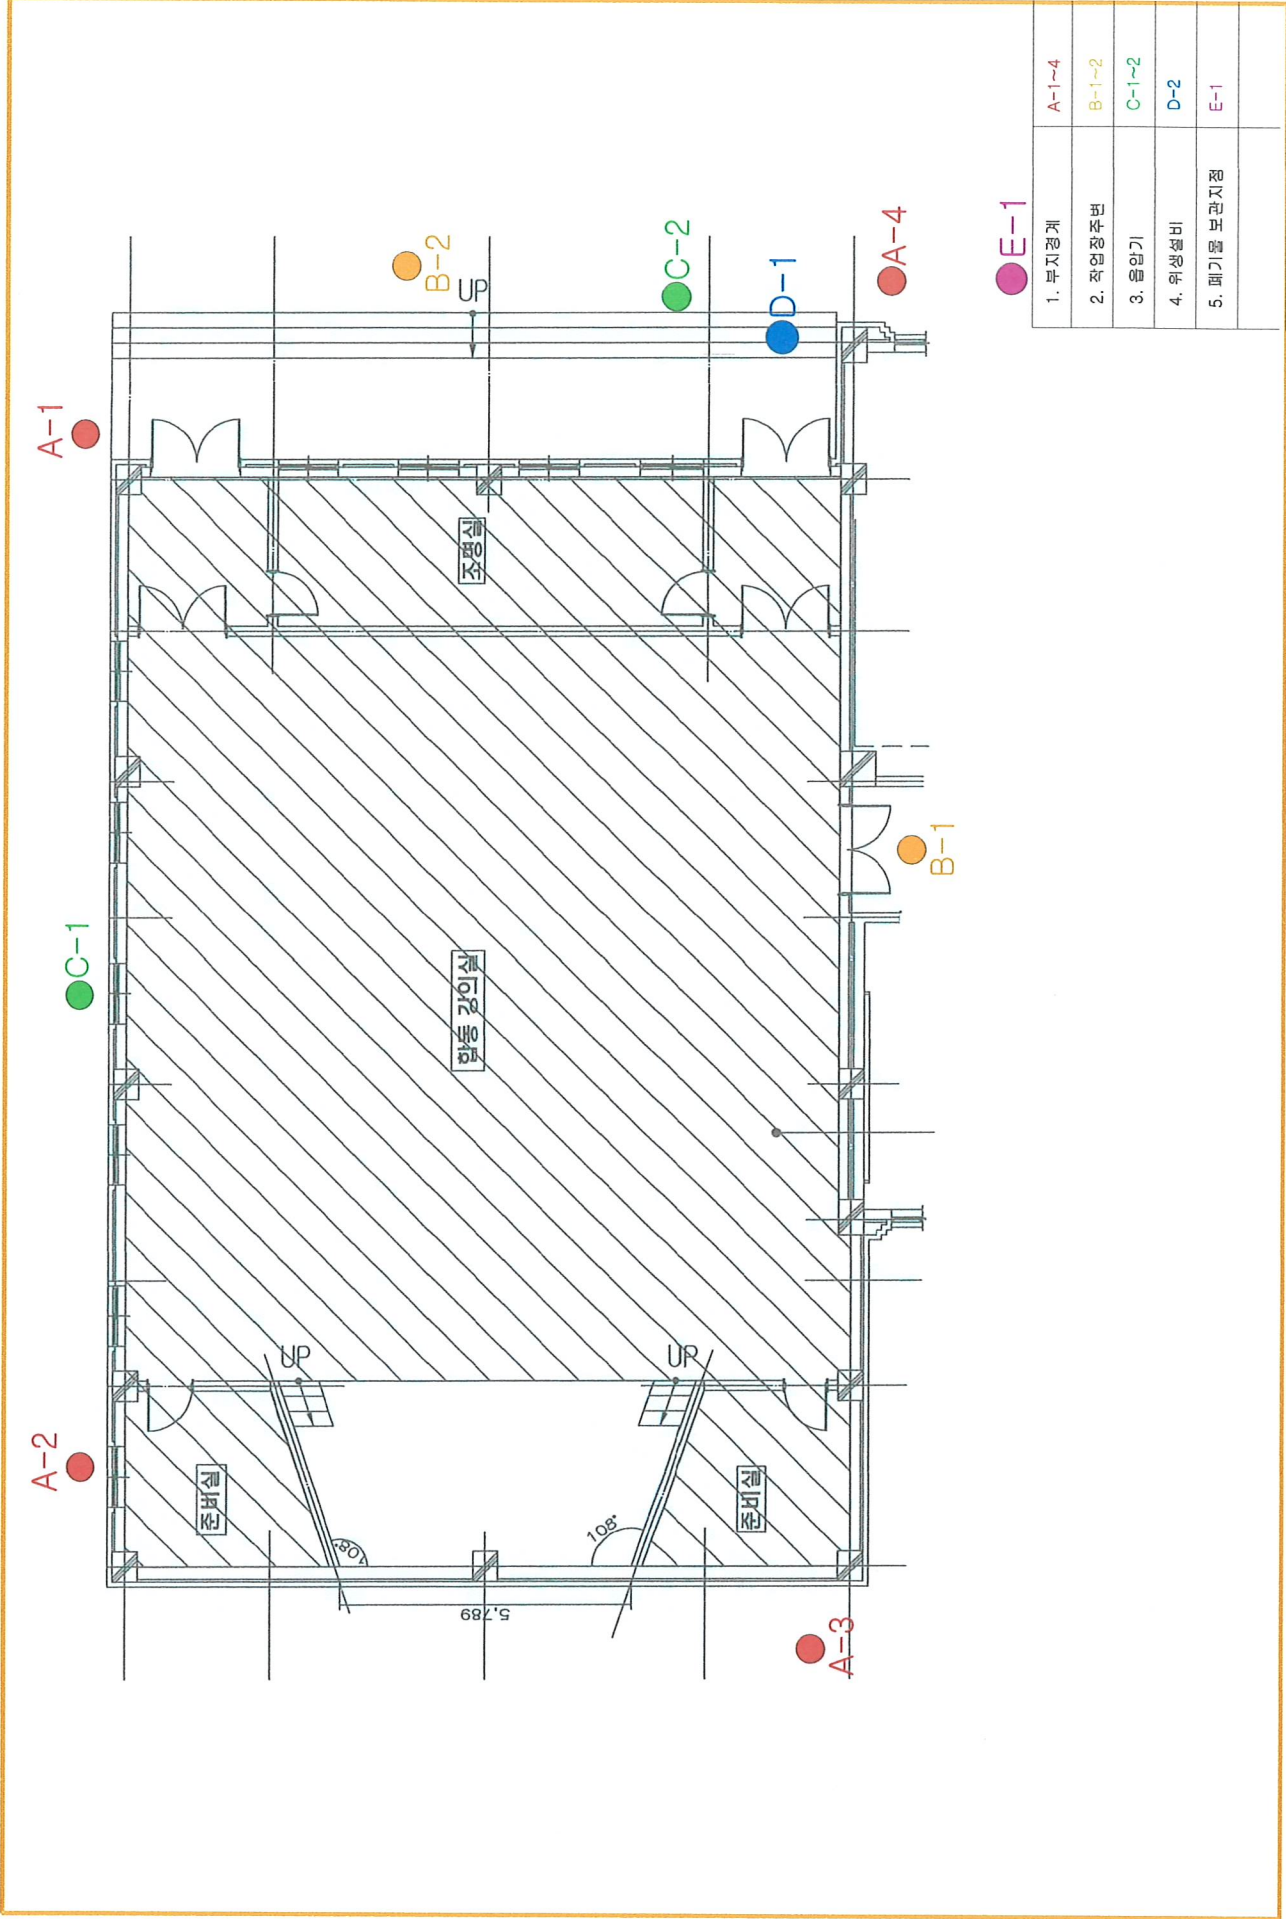 A-1
A-2
A-3
A-4
B-1
B-2
C-1
C-2
D-1
E-1
UP
UP
UP
조명실
합동 강의실
준비실
준비실
108°
108°
5,789
1. 부지경계 A-1~4
2. 작업장주변 B-1~2
3. 음압기 C-1~2
4. 위생설비 D-2
5. 폐기물 보관지점 E-1